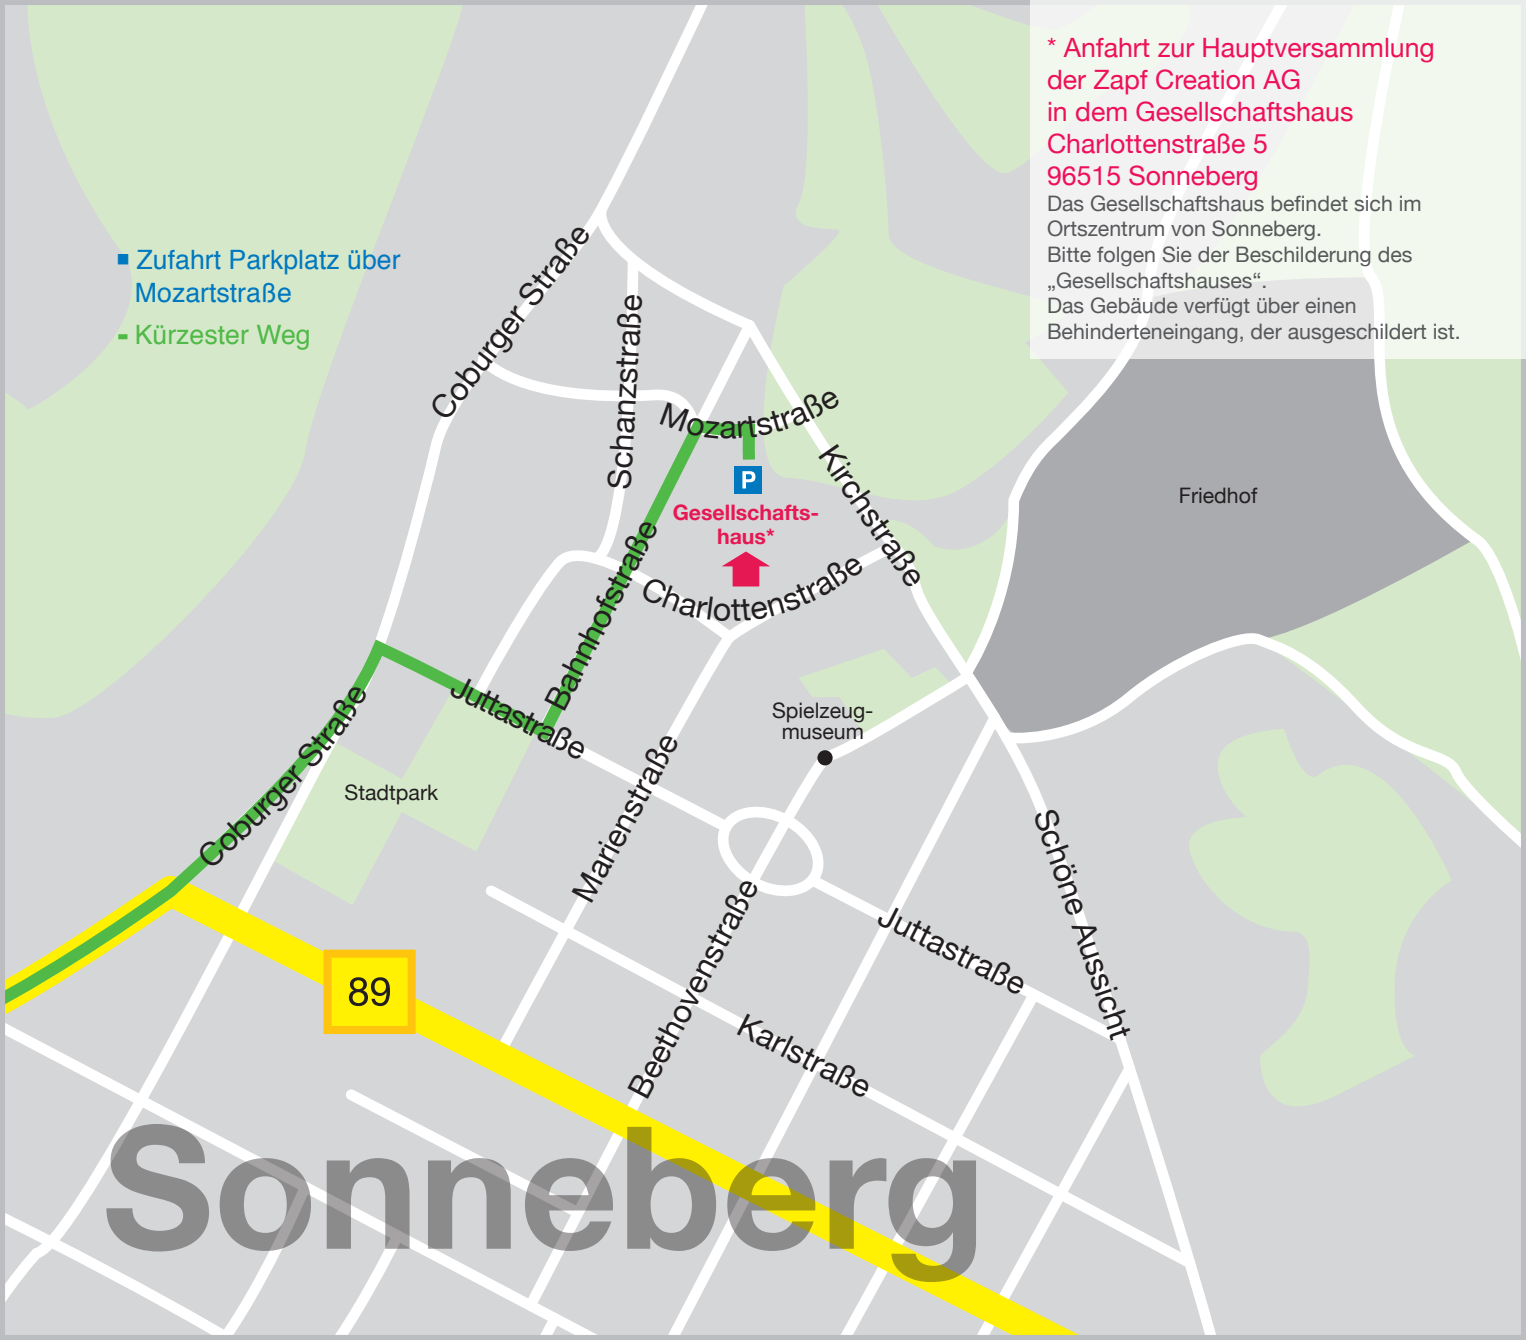 * Anfahrt zur Hauptversammlung
der Zapf Creation AG
in dem Gesellschaftshaus
Charlottenstraße 5
96515 Sonneberg
Das Gesellschaftshaus befindet sich im
Ortszentrum von Sonneberg.
Bitte folgen Sie der Beschilderung des
„Gesellschaftshauses“.
Das Gebäude verfügt über einen
Behinderteneingang, der ausgeschildert ist.
Zufahrt Parkplatz über
Mozartstraße
Kürzester Weg
Coburger Straße
Schanzstraße
Mozartstraße
Kirchstraße
P
Gesellschafts-
haus*
Friedhof
Bahnhofstraße
Charlottenstraße
Juttastraße
Coburger Straße
Spielzeug-
museum
Stadtpark
Marienstraße
Schöne Aussicht
Beethovenstraße
Juttastraße
89
Karlstraße
Sonneberg